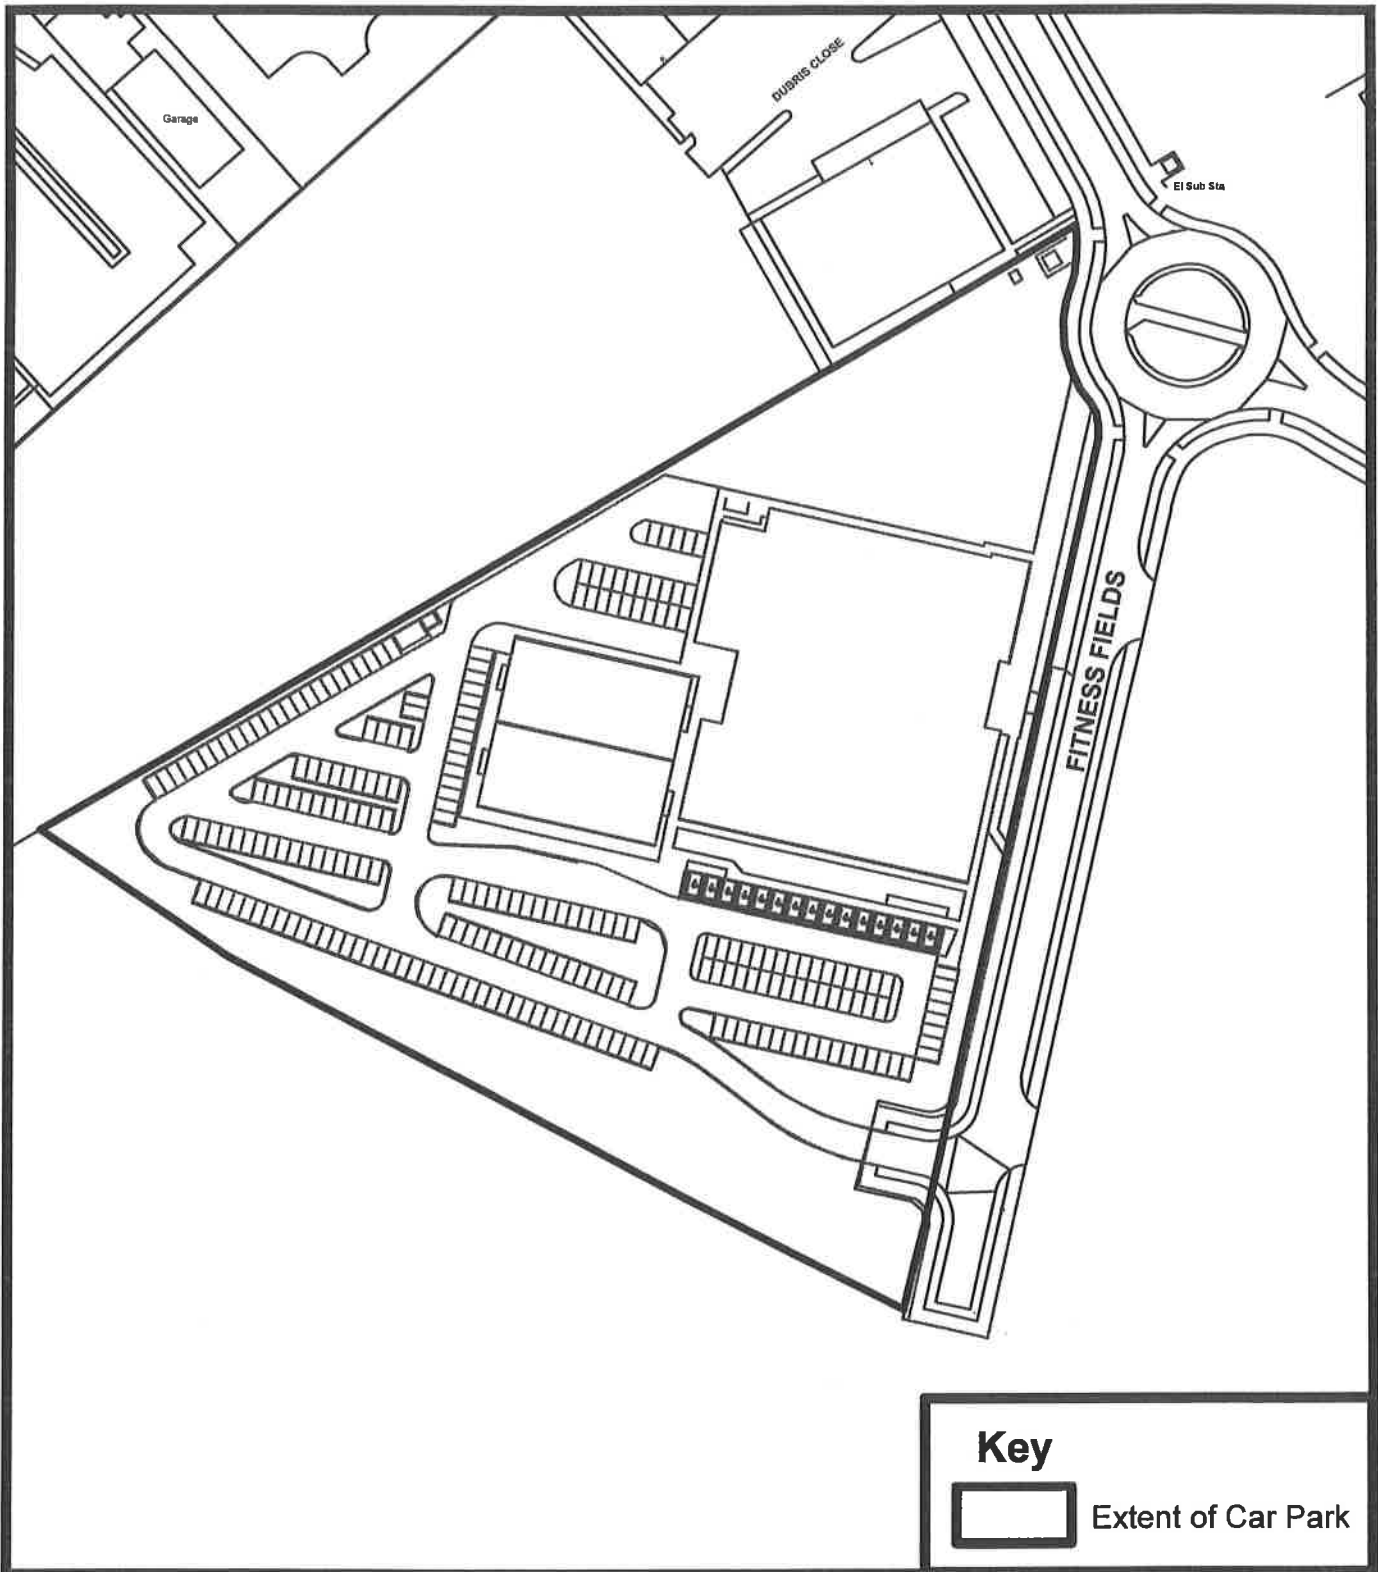 DUBRIS CLOSE
Garage
El Sub Sta
FITNESS FIELDS
Key
Extent of Car Park